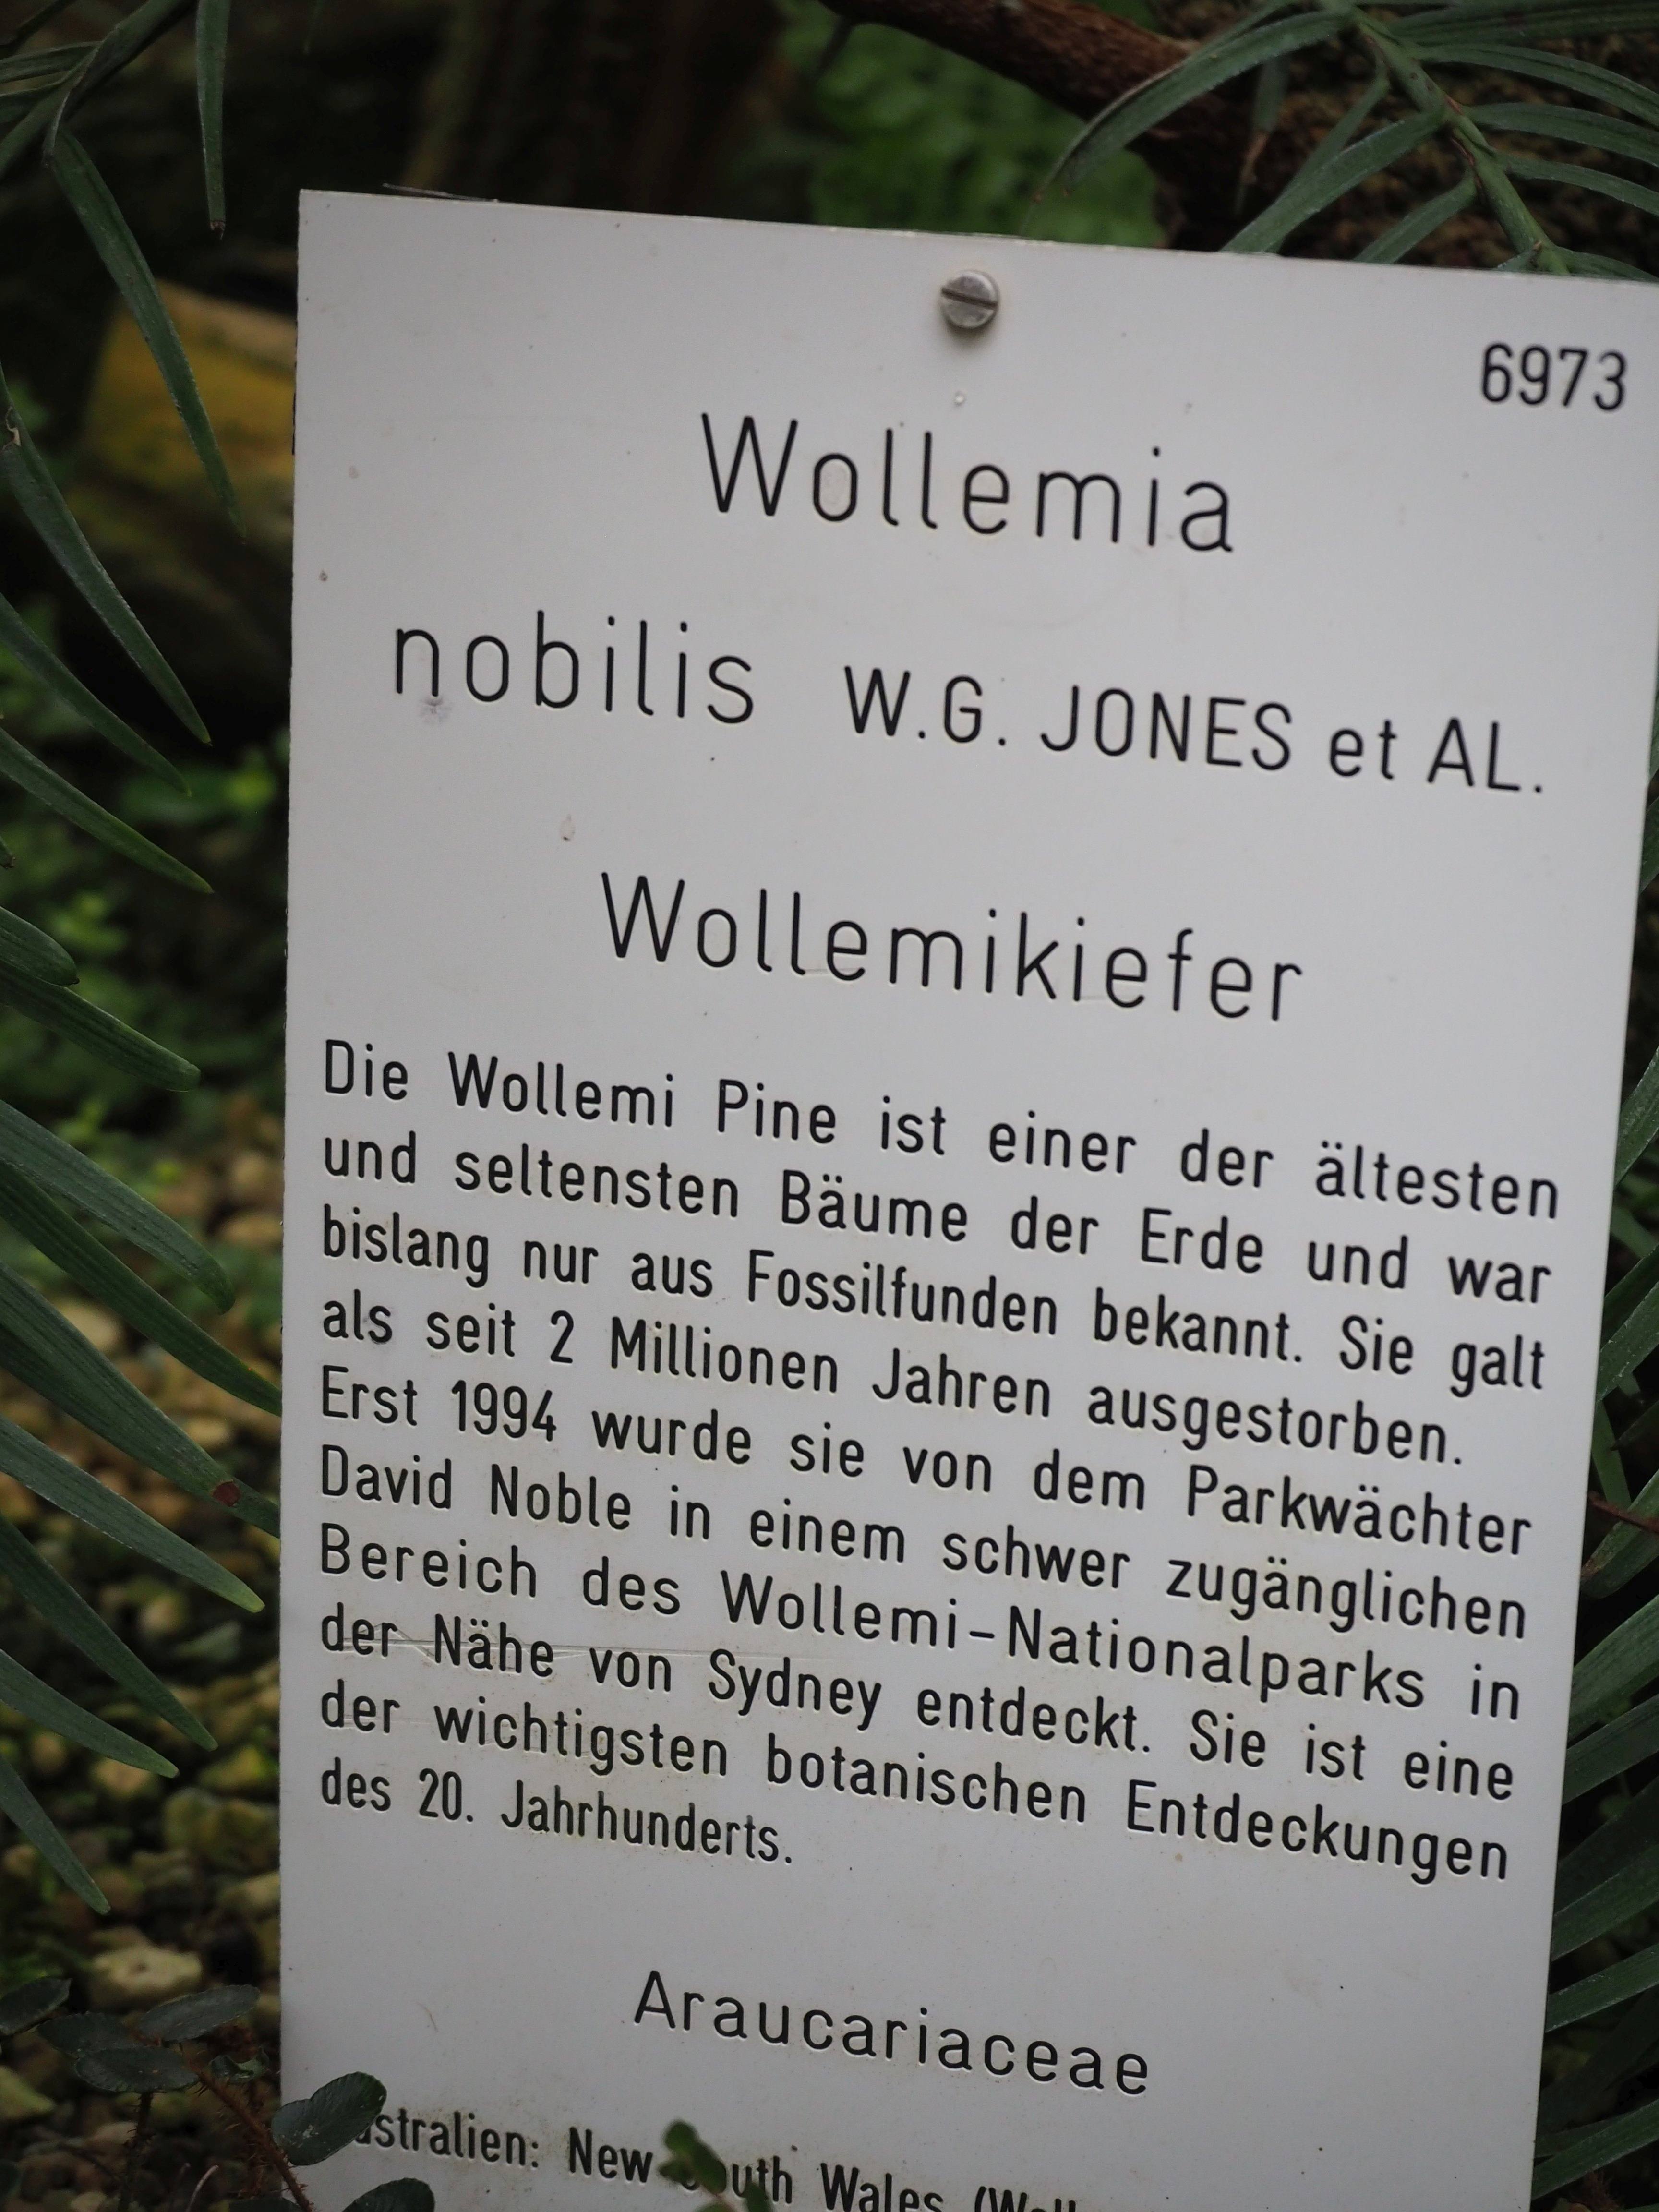 6973
Wollemia
nobilis W.G. JONES et AL.
Wollemikiefer
Die Wollemi Pine ist einer der ältesten
und seltensten Bäume der Erde und war
bislang nur aus Fossilfunden bekannt. Sie galt
als seit 2 Millionen Jahren ausgestorben.
Erst 1994 wurde sie von dem Parkwächter
David Noble in einem schwer zugänglichen
Bereich des Wollemi-Nationalparks in
der Nähe von Sydney entdeckt. Sie ist eine
der wichtigsten botanischen Entdeckungen
des 20. Jahrhunderts.
Araucariaceae
New South Wales